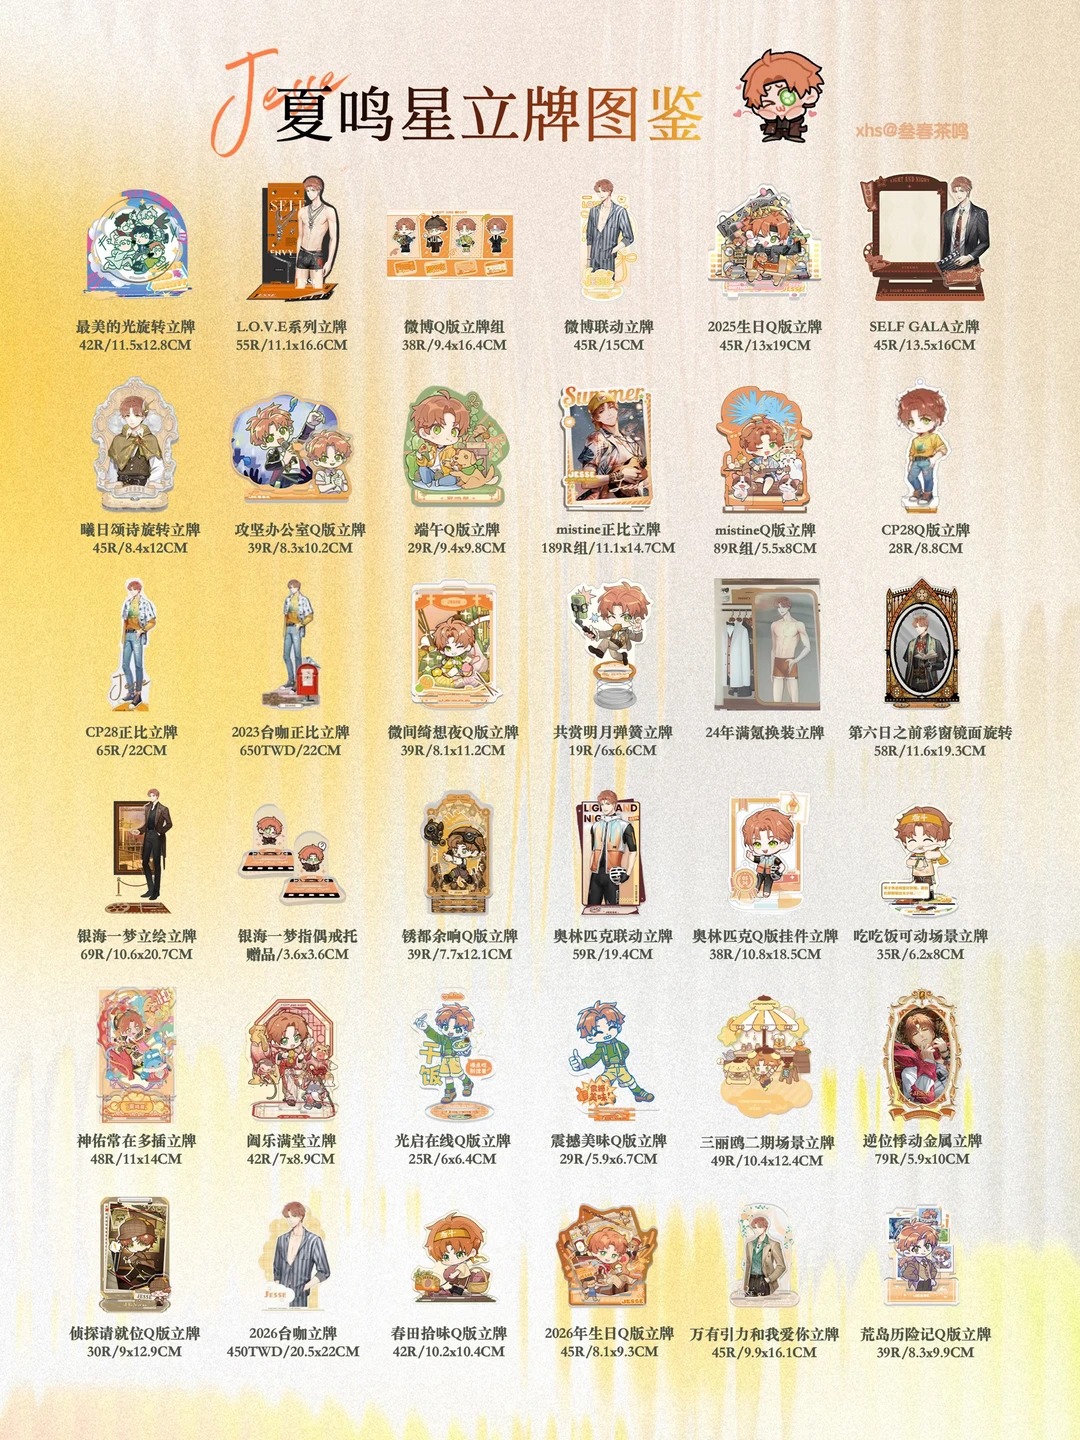 Jesse
夏鸣星立牌图鉴
xhs@叁春茶鸣
最美的光旋转立牌
42R/11.5x12.8CM
L.O.V.E系列立牌
55R/11.1x16.6CM
微博Q版立牌组
38R/9.4x16.4CM
微博联动立牌
45R/15CM
2025生日Q版立牌
45R/13x19CM
SELF GALA立牌
45R/13.5x16CM
曦日颂诗旋转立牌
45R/8.4x12CM
攻坚办公室Q版立牌
39R/8.3x10.2CM
端午Q版立牌
29R/9.4x9.8CM
mistine正比立牌
189R组/11.1x14.7CM
mistineQ版立牌
89R组/5.5x8CM
CP28Q版立牌
28R/8.8CM
CP28正比立牌
65R/22CM
2023台咖正比立牌
650TWD/22CM
微间绮想夜Q版立牌
39R/8.1x11.2CM
共赏明月弹簧立牌
19R/6x6.6CM
24年满氪换装立牌
第六日之前彩窗镜面旋转
58R/11.6x19.3CM
银海一梦立绘立牌
69R/10.6x20.7CM
银海一梦指偶戒托
赠品/3.6x3.6CM
锈都余响Q版立牌
39R/7.7x12.1CM
奥林匹克联动立牌
59R/19.4CM
奥林匹克Q版挂件立牌
38R/10.8x18.5CM
吃吃饭可动场景立牌
35R/6.2x8CM
神佑常在多插立牌
48R/11x14CM
阖乐满堂立牌
42R/7x8.9CM
光启在线Q版立牌
25R/6x6.4CM
震撼美味Q版立牌
29R/5.9x6.7CM
三丽鸥二期场景立牌
49R/10.4x12.4CM
逆位悸动金属立牌
79R/5.9x10CM
侦探请就位Q版立牌
30R/9x12.9CM
2026台咖立牌
450TWD/20.5x22CM
春田拾味Q版立牌
42R/10.2x10.4CM
2026年生日Q版立牌
45R/8.1x9.3CM
万有引力和我爱你立牌
45R/9.9x16.1CM
荒岛历险记Q版立牌
39R/8.3x9.9CM